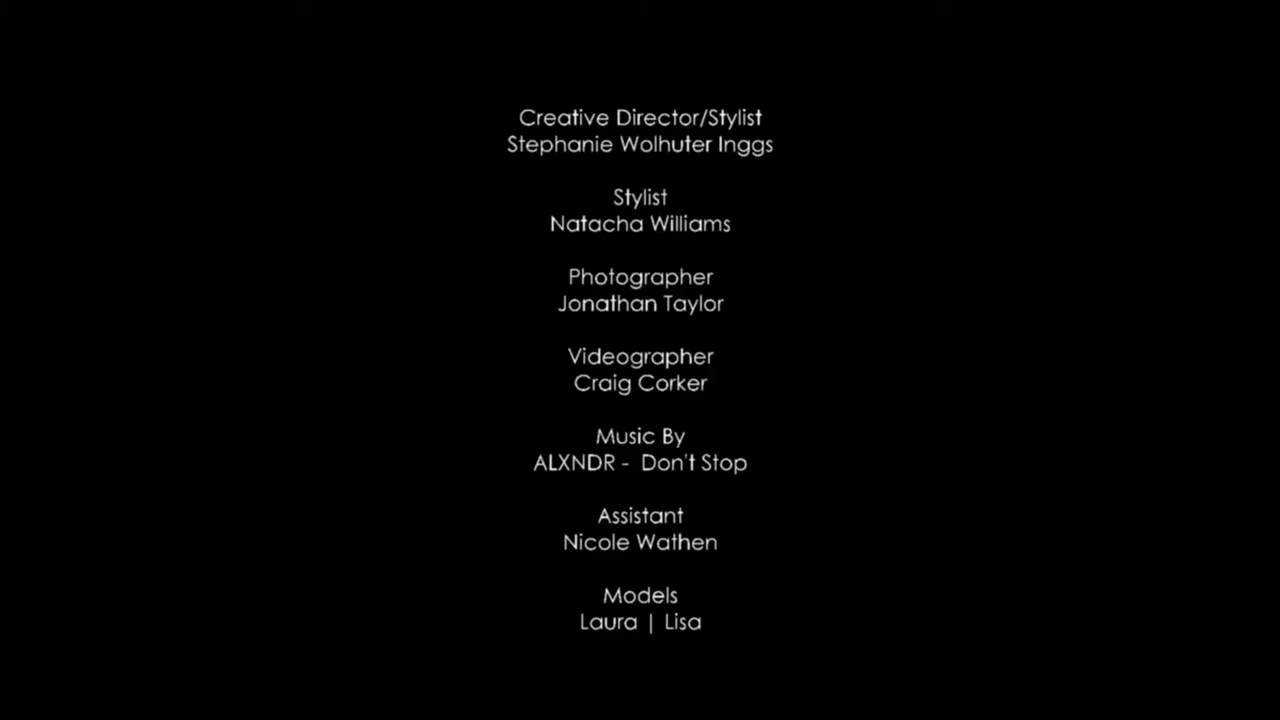 Creative Director/Stylist
Stephanie Wolhuter Inggs
Stylist
Natacha Williams
Photographer
Jonathan Taylor
Videographer
Craig Corker
Music By
ALXNDR -  Don't Stop
Assistant
Nicole Wathen
Models
Laura | Lisa